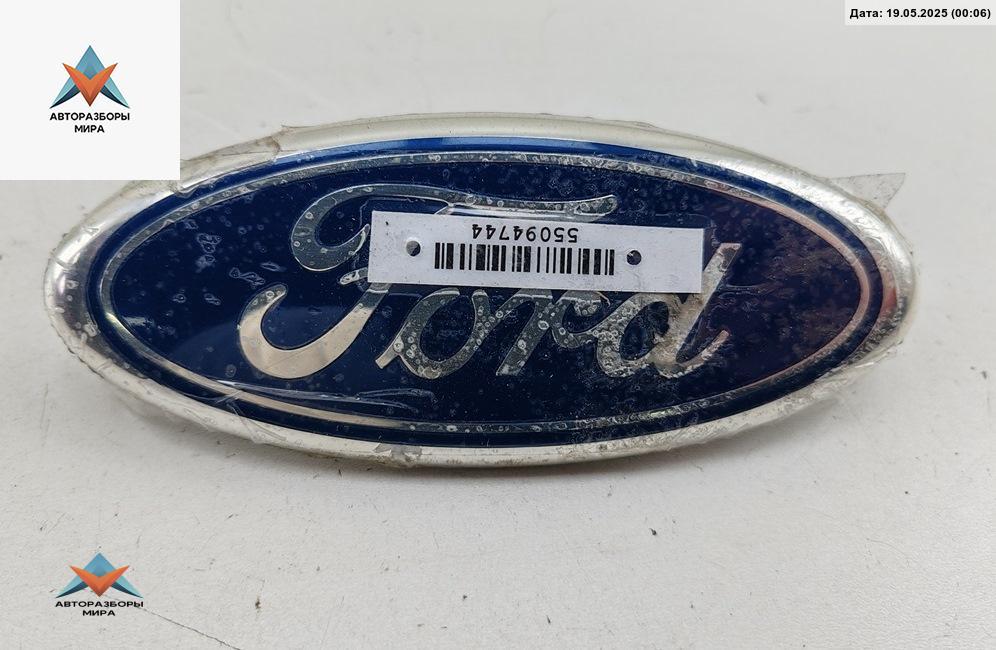 Дата: 19.05.2025 (00:06)
АВТОРАЗБОРЫ
МИРА
Ford
55094744
АВТОРАЗБОРЫ
МИРА